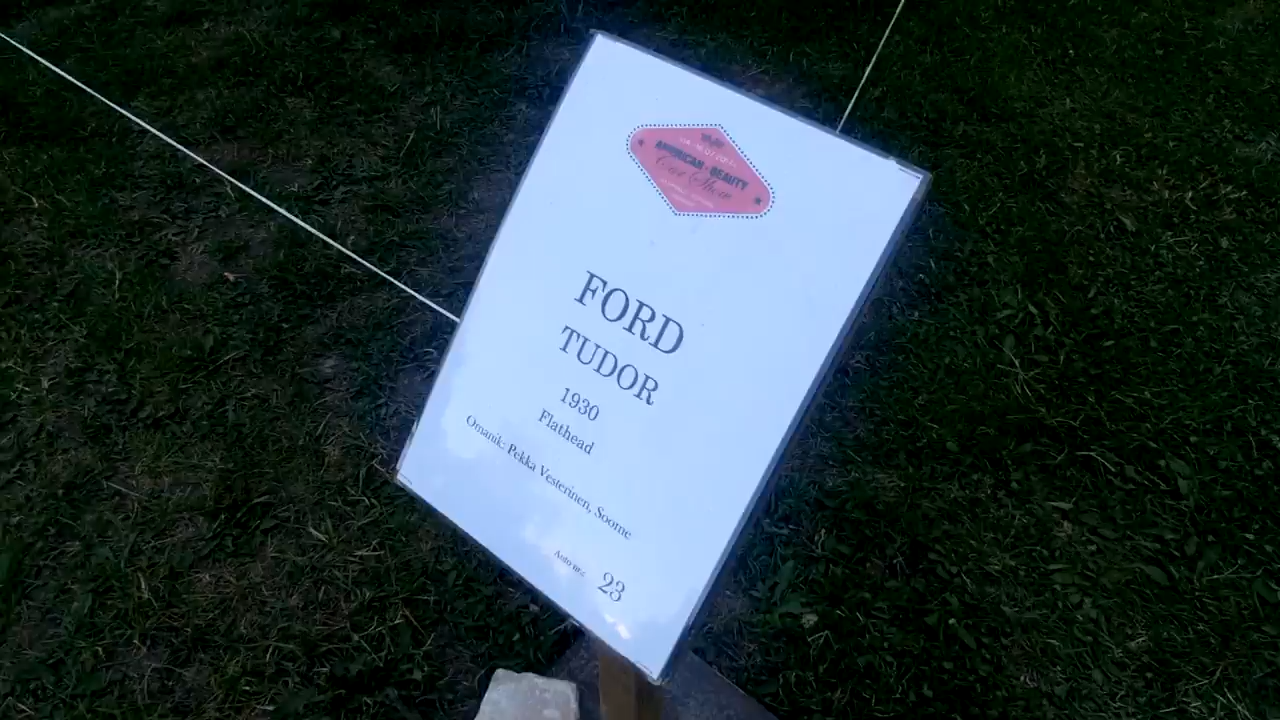 AMERICAN BEAUTY
Car Show
FORD
TUDOR
1930
Flathead
Omanik: Pekka Vesterinen, Soome
Auto nr:
23